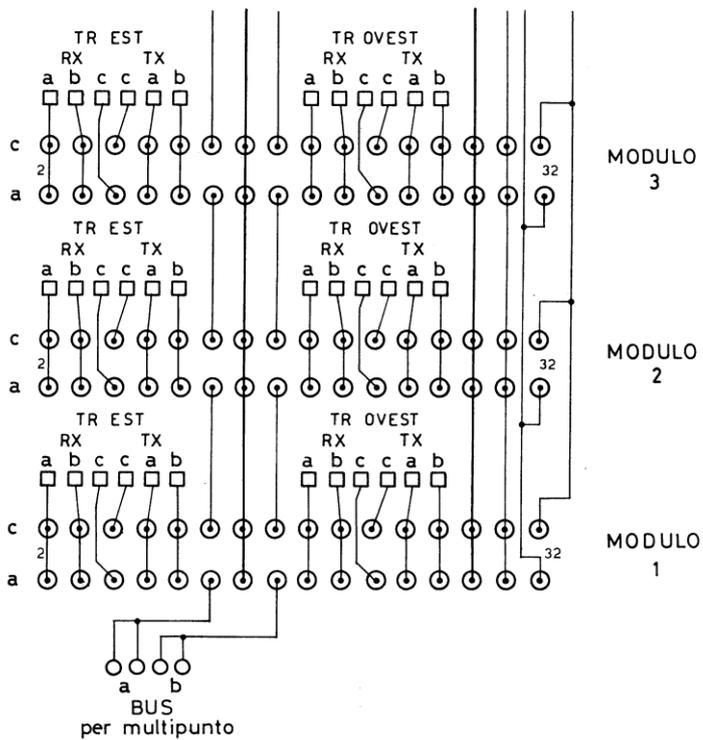 TR EST TR OVEST
RX TX RX TX
a b c c a b a b c c a b
c
2 32
a
MODULO
3
TR EST TR OVEST
RX TX RX TX
a b c c a b a b c c a b
c
2 32
a
MODULO
2
TR EST TR OVEST
RX TX RX TX
a b c c a b a b c c a b
c
2 32
a
MODULO
1
a b
BUS
per multipunto